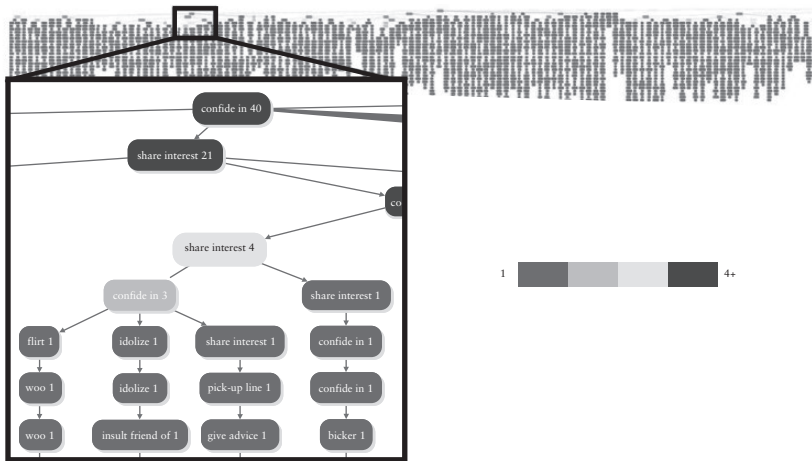 confide in 40
share interest 21
co
share interest 4
confide in 3
share interest 1
flirt 1
idolize 1
share interest 1
confide in 1
woo 1
idolize 1
pick-up line 1
confide in 1
woo 1
insult friend of 1
give advice 1
bicker 1
1
4+